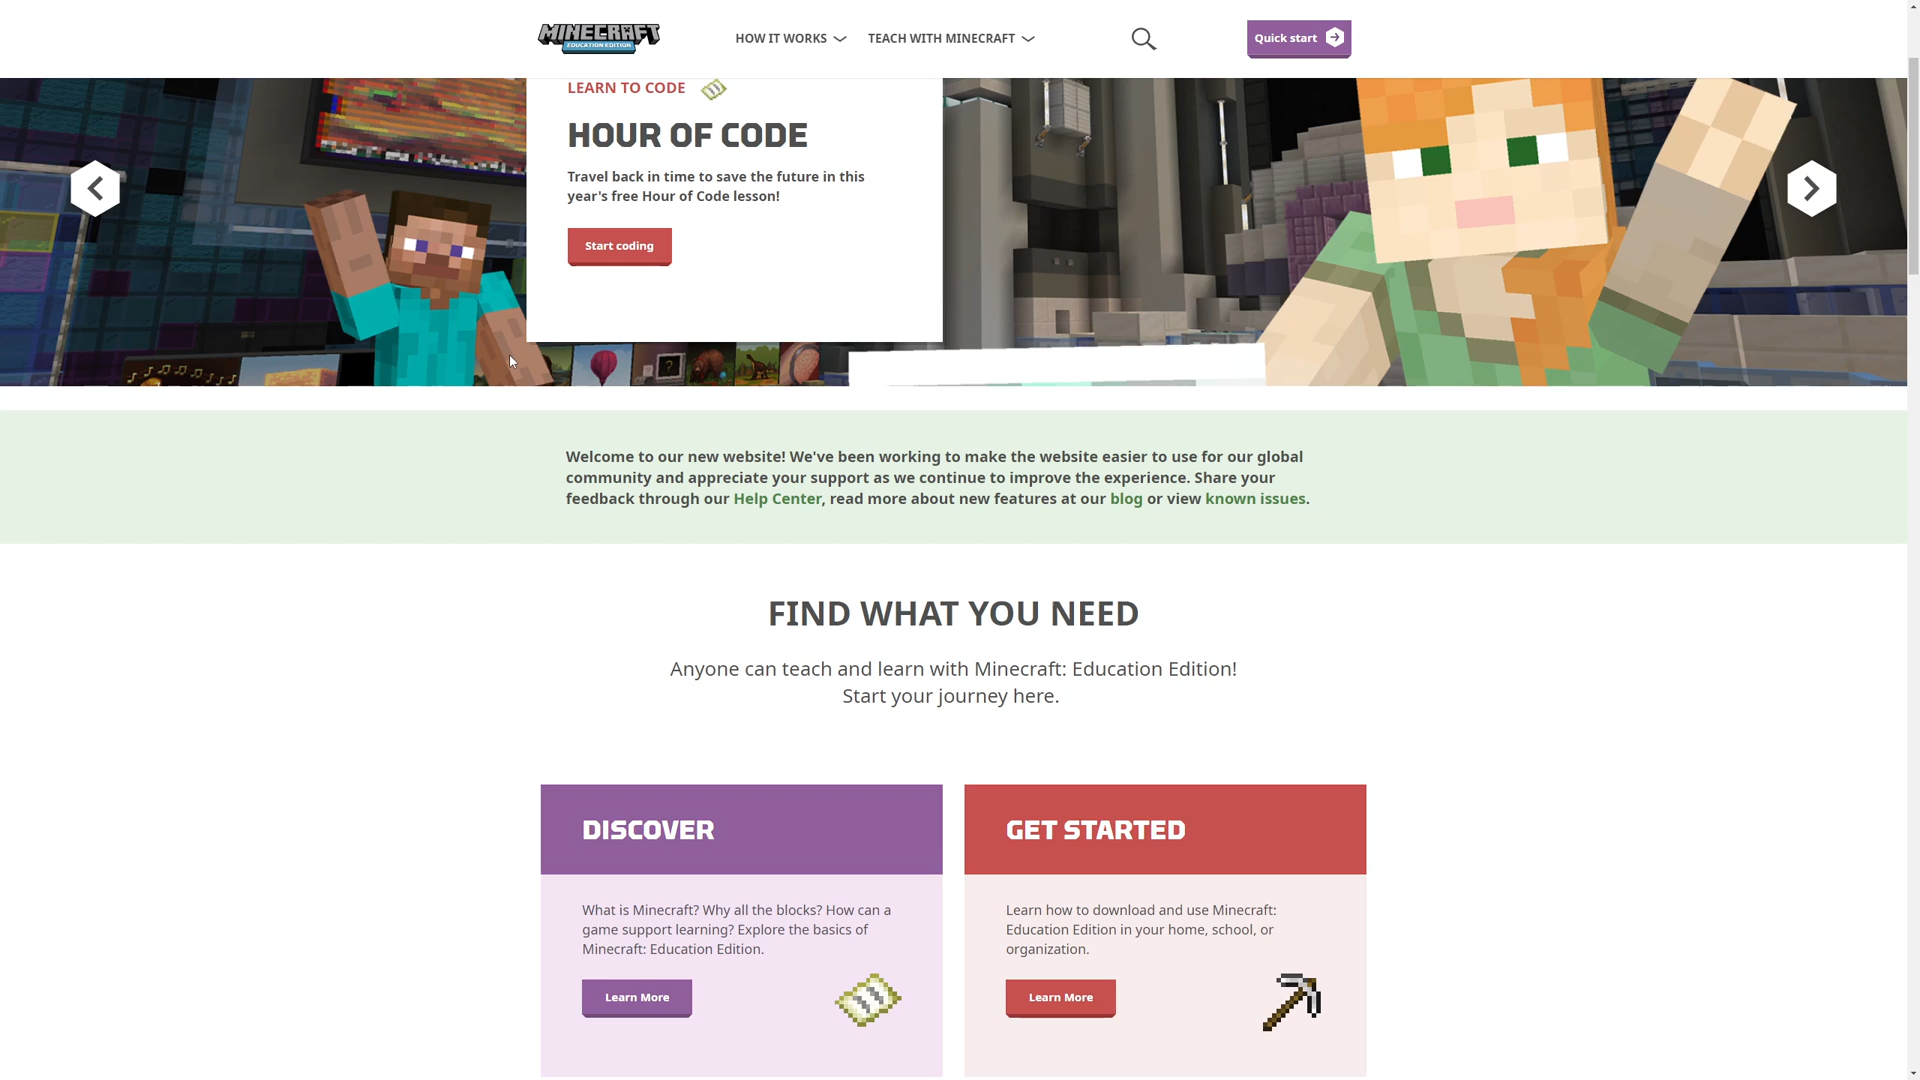 MINECRAFT
EDUCATION EDITION
HOW IT WORKS
TEACH WITH MINECRAFT
Quick start
LEARN TO CODE
HOUR OF CODE
Travel back in time to save the future in this
year's free Hour of Code lesson!
Start coding
Welcome to our new website! We've been working to make the website easier to use for our global
community and appreciate your support as we continue to improve the experience. Share your
feedback through our Help Center, read more about new features at our blog or view known issues.
FIND WHAT YOU NEED
Anyone can teach and learn with Minecraft: Education Edition!
Start your journey here.
DISCOVER
What is Minecraft? Why all the blocks? How can a
game support learning? Explore the basics of
Minecraft: Education Edition.
Learn More
GET STARTED
Learn how to download and use Minecraft:
Education Edition in your home, school, or
organization.
Learn More